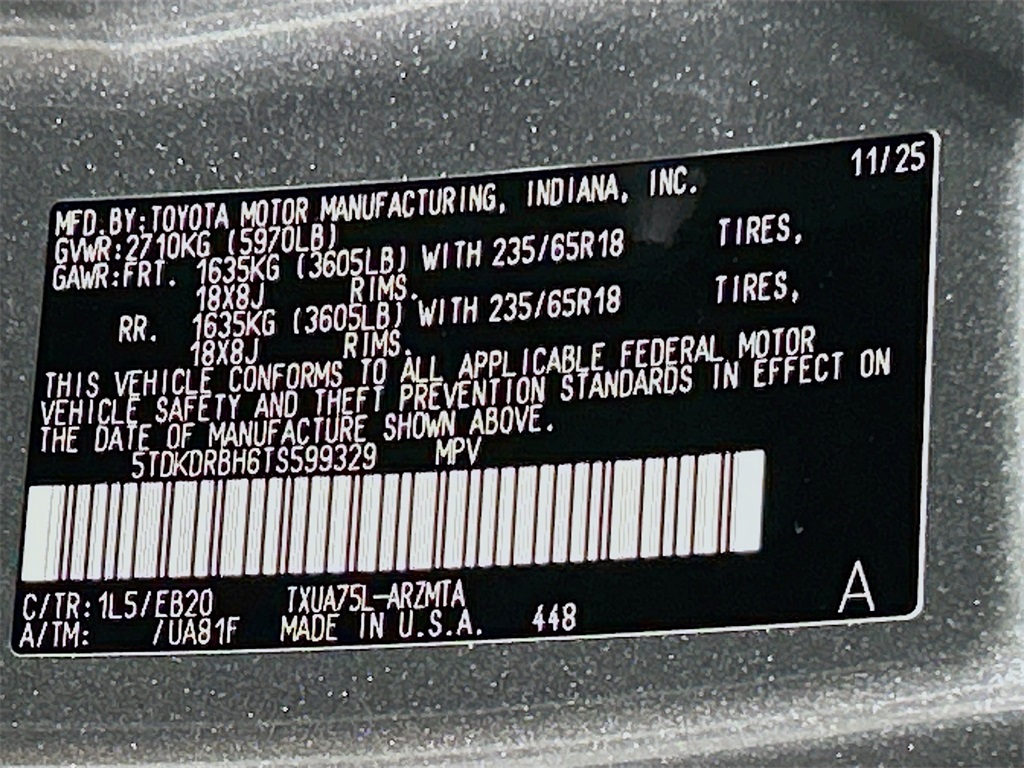 11/25
MFD.BY:TOYOTA MOTOR MANUFACTURING, INDIANA, INC.
GVWR:2710KG (5970LB)
GAWR:FRT. 1635KG (3605LB) WITH 235/65R18 TIRES,
18X8J RIMS.
RR. 1635KG (3605LB) WITH 235/65R18 TIRES,
18X8J RIMS.
THIS VEHICLE CONFORMS TO ALL APPLICABLE FEDERAL MOTOR
VEHICLE SAFETY AND THEFT PREVENTION STANDARDS IN EFFECT ON
THE DATE OF MANUFACTURE SHOWN ABOVE.
5TDKDRBH6TS599329 MPV
C/TR:1L5/EB20 TXUA75L-ARZMTA
A/TM: /UA81F MADE IN U.S.A. 448
A